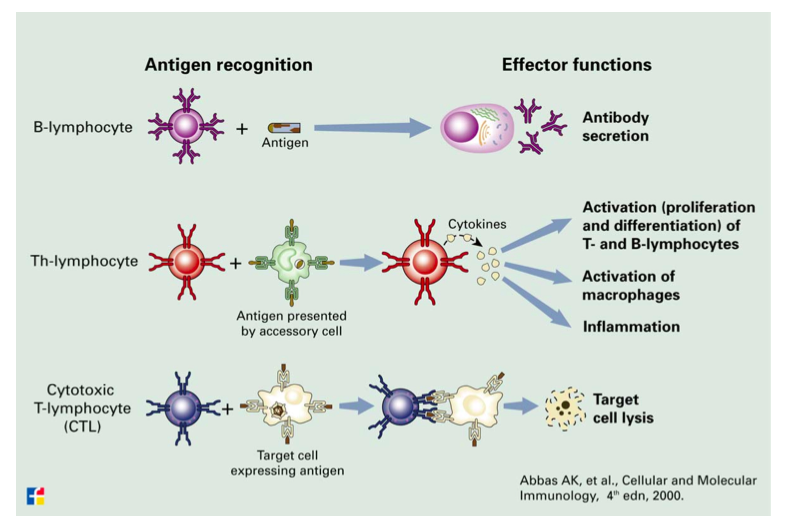 Antigen recognition
Effector functions
B-lymphocyte
+
Antigen
Antibody
secretion
Th-lymphocyte
+
Antigen presented
by accessory cell
Cytokines
Activation (proliferation
and differentiation) of
T- and B-lymphocytes
Activation of
macrophages
Inflammation
Cytotoxic
T-lymphocyte
(CTL)
+
Target cell
expressing antigen
Target
cell lysis
Abbas AK, et al., Cellular and Molecular
Immunology, 4th edn, 2000.